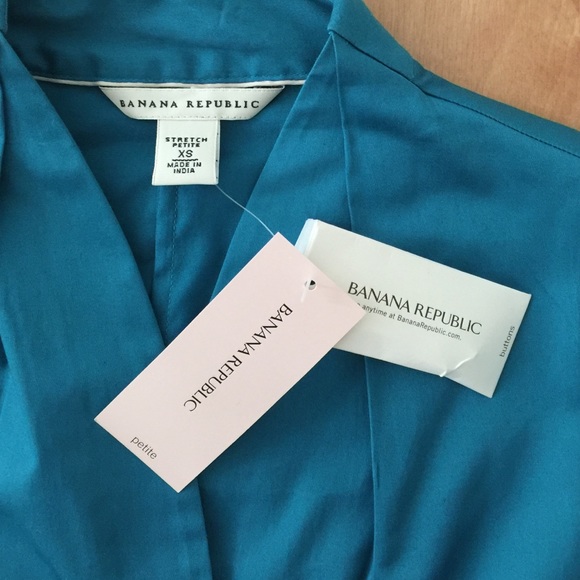 BANANA REPUBLIC
STRETCH
PETITE
XS
MADE IN
INDIA
BANANA REPUBLIC
petite
BANANA REPUBLIC
anytime at BananaRepublic.com.
buttons